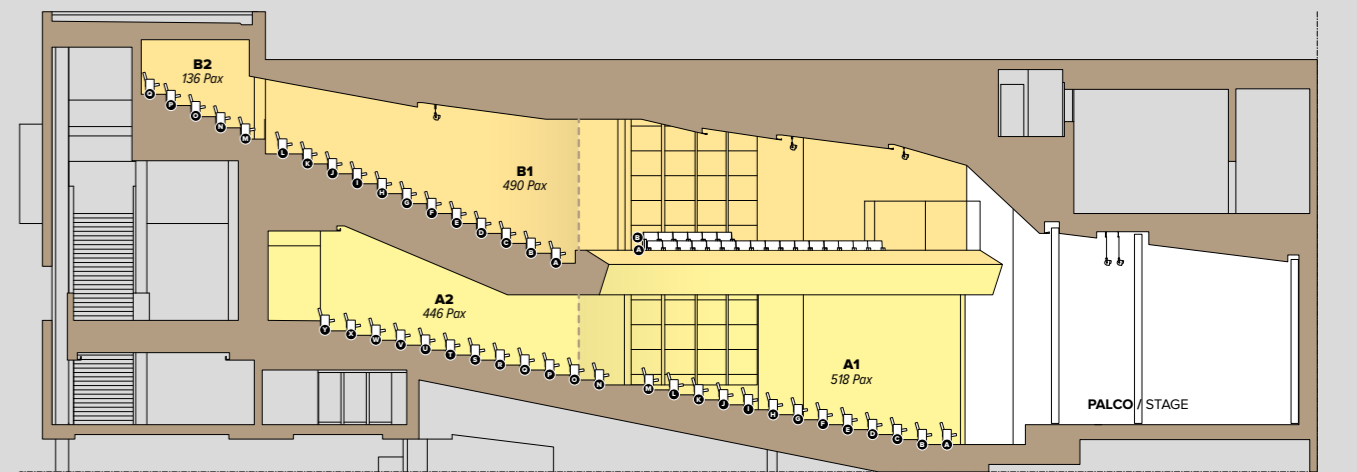 B2
136 Pax
Q
P
O
N
M
L
K
J
I
H
G
F
E
D
C
B
A
B1
490 Pax
B
A
A2
446 Pax
Y
X
W
V
U
T
S
R
Q
P
O
N
M
L
K
J
I
H
G
F
E
D
C
B
A
A1
518 Pax
PALCO / STAGE